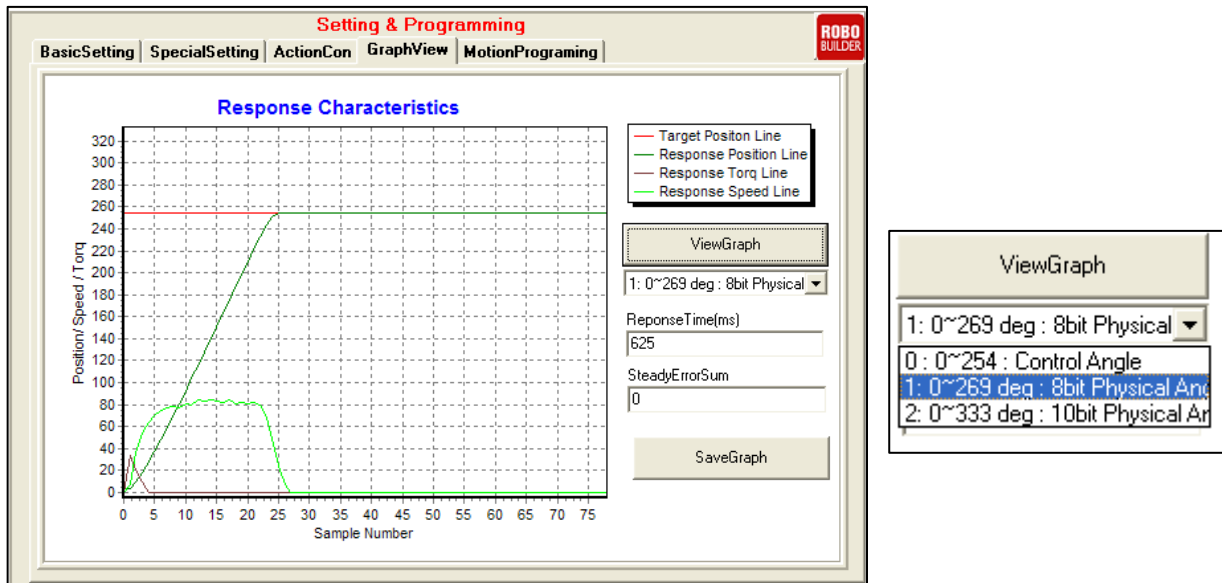 Setting & Programming
ROBO
BUILDER
BasicSetting
SpecialSetting
ActionCon
GraphView
MotionPrograming
Response Characteristics
Position/ Speed / Torq
320
300
280
260
240
220
200
180
160
140
120
100
80
60
40
20
0
0 5 10 15 20 25 30 35 40 45 50 55 60 65 70 75
Sample Number
Target Positon Line
Response Position Line
Response Torq Line
Response Speed Line
ViewGraph
1: 0~269 deg : 8bit Physical
ReponseTime(ms)
625
SteadyErrorSum
0
SaveGraph
ViewGraph
1: 0~269 deg : 8bit Physical
0 : 0~254 : Control Angle
1: 0~269 deg : 8bit Physical Ang
2: 0~333 deg : 10bit Physical Ar